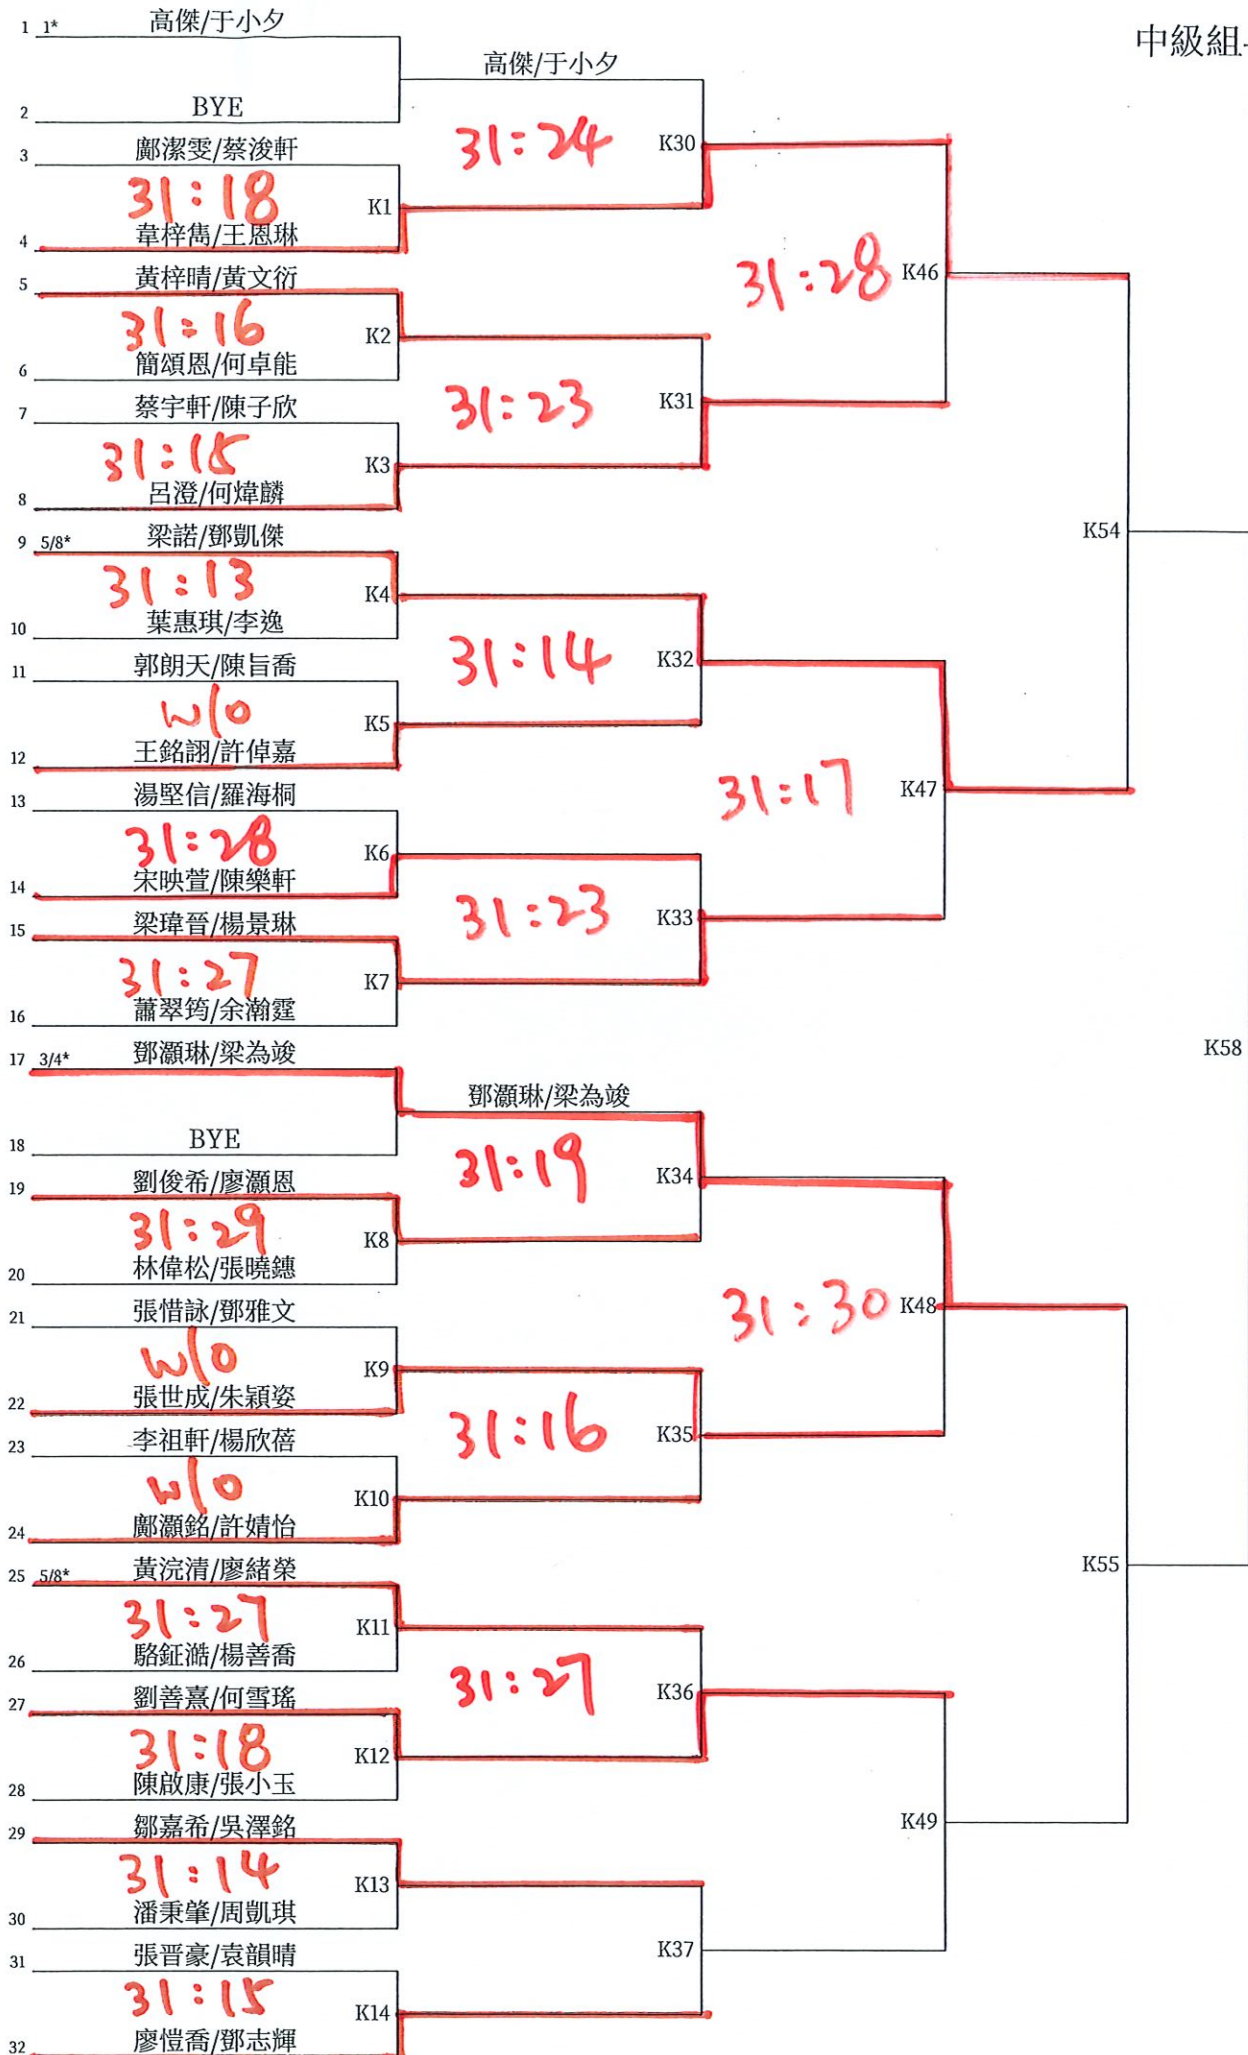 中級組
1 1* 高傑/于小夕
高傑/于小夕
2 BYE
3 鄺潔雯/蔡浚軒
31:24 K30
31:18 K1
4 韋梓雋/王恩琳
5 黃梓晴/黃文衍
31:28 K46
31:16 K2
6 簡頌恩/何卓能
7 蔡宇軒/陳子欣
31:23 K31
31:15 K3
8 呂澄/何煒麟
9 5/8* 梁諾/鄧凱傑
K54
31:13 K4
10 葉惠琪/李逸
11 郭朗天/陳旨喬
31:14 K32
w/o K5
12 王銘詡/許倬嘉
13 湯堅信/羅海桐
31:17 K47
31:28 K6
14 宋映萱/陳樂軒
15 梁瑋晉/楊景琳
31:23 K33
31:27 K7
16 蕭翠筠/余瀚霆
17 3/4* 鄧灝琳/梁為竣
K58
鄧灝琳/梁為竣
18 BYE
19 劉俊希/廖灝恩
31:19 K34
31:29 K8
20 林偉松/張曉鏸
21 張惜詠/鄧雅文
31:30 K48
w/o K9
22 張世成/朱穎姿
23 李祖軒/楊欣蓓
31:16 K35
w/o K10
24 鄺灝銘/許婧怡
25 5/8* 黃浣清/廖緒榮
K55
31:27 K11
26 駱鉦澔/楊善喬
27 劉善熹/何雪瑤
31:27 K36
31:18 K12
28 陳啟康/張小玉
29 鄒嘉希/吳澤銘
K49
31:14 K13
30 潘秉肇/周凱琪
31 張晋豪/袁韻晴
K37
31:15 K14
32 廖愷喬/鄧志輝